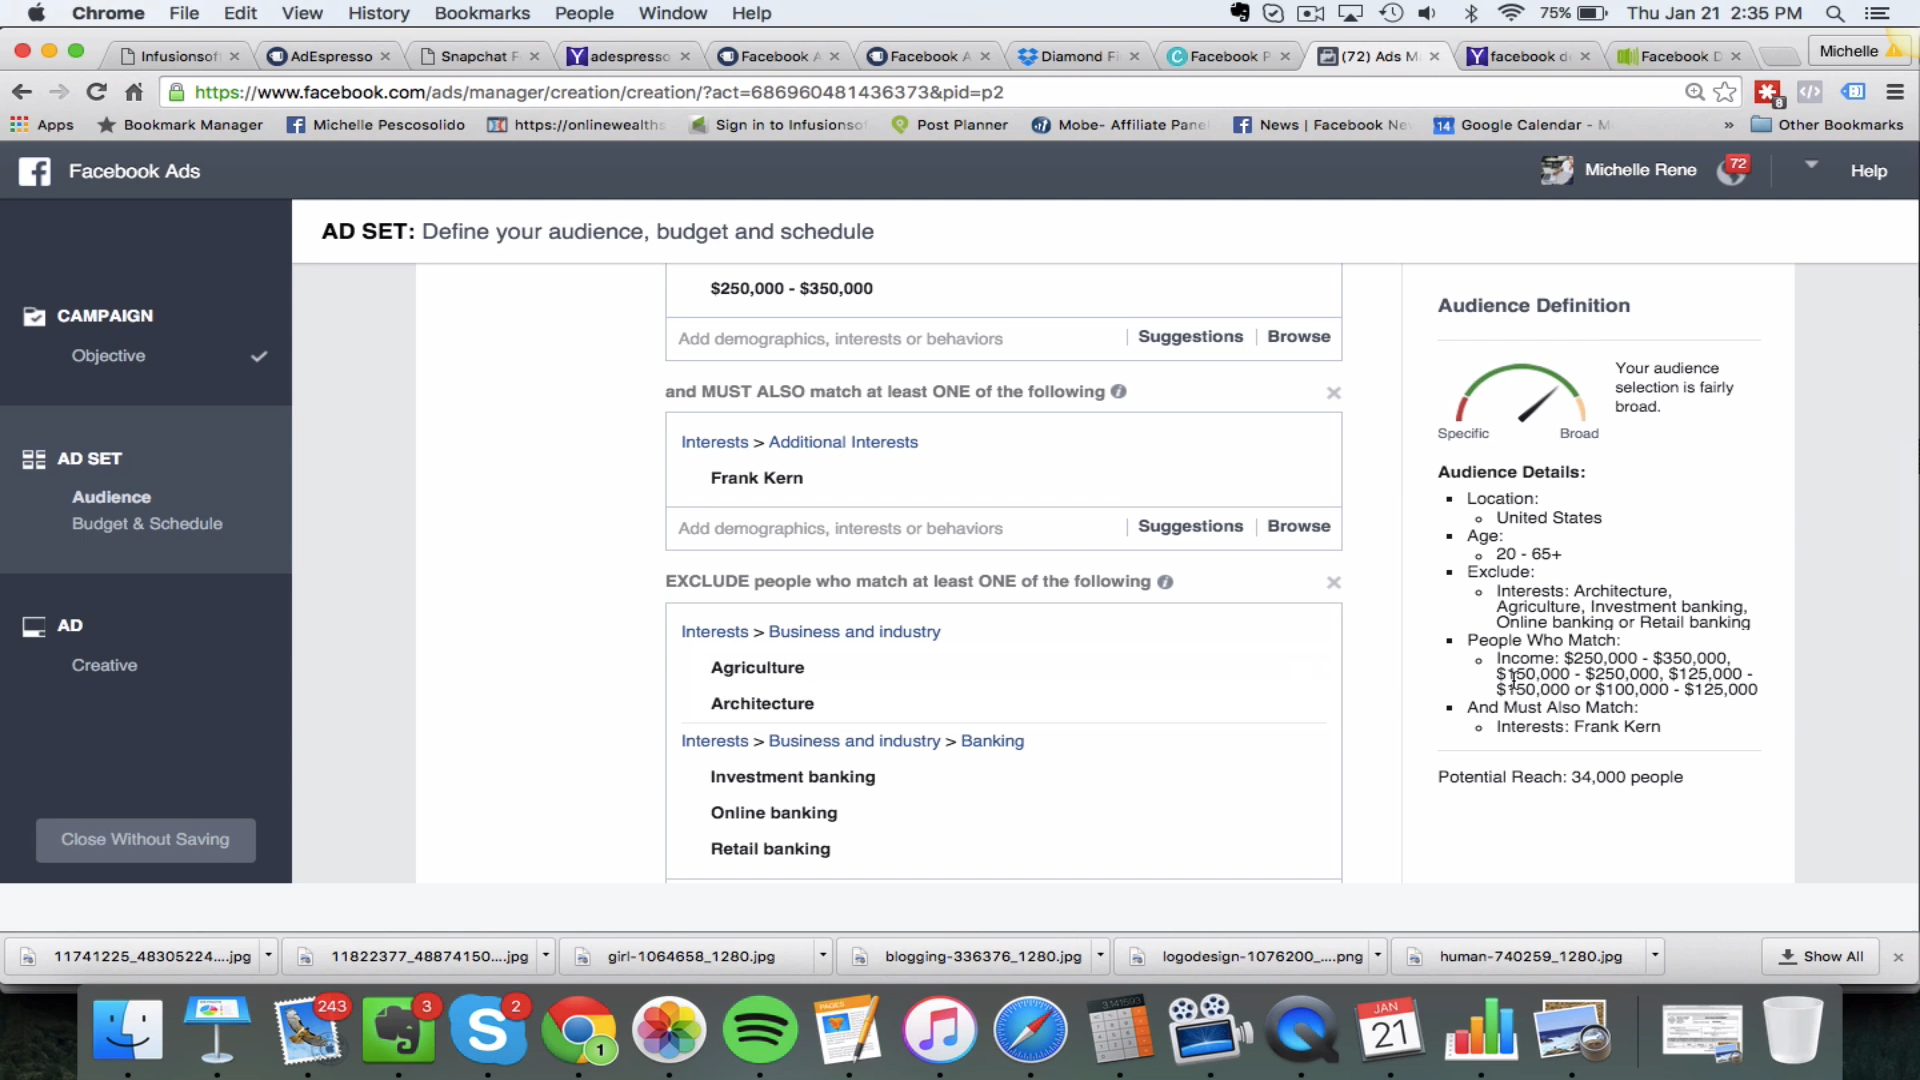 Chrome File Edit View History Bookmarks People Window Help 75% Thu Jan 21 2:35 PM
Infusionsof AdEspresso Snapchat F adespresso Facebook A Facebook A Diamond Fi Facebook P (72) Ads M facebook d Facebook D Michelle
https://www.facebook.com/ads/manager/creation/creation/?act=686960481436373&pid=p2 8
Apps Bookmark Manager Michelle Pescosolido https://onlinewealths Sign in to Infusionsof Post Planner Mobe- Affiliate Pane News | Facebook Ne 14 Google Calendar - M » Other Bookmarks
Facebook Ads Michelle Rene 72 Help
AD SET: Define your audience, budget and schedule
CAMPAIGN
Objective
AD SET
Audience
Budget & Schedule
AD
Creative
Close Without Saving
$250,000 - $350,000
Add demographics, interests or behaviors Suggestions Browse
and MUST ALSO match at least ONE of the following
Interests > Additional Interests
Frank Kern
Add demographics, interests or behaviors Suggestions Browse
EXCLUDE people who match at least ONE of the following
Interests > Business and industry
Agriculture
Architecture
Interests > Business and industry > Banking
Investment banking
Online banking
Retail banking
Audience Definition
Your audience
selection is fairly
broad.
Specific Broad
Audience Details:
Location:
United States
Age:
20 - 65+
Exclude:
Interests: Architecture,
Agriculture, Investment banking,
Online banking or Retail banking
People Who Match:
Income: $250,000 - $350,000,
$150,000 - $250,000, $125,000 -
$150,000 or $100,000 - $125,000
And Must Also Match:
Interests: Frank Kern
Potential Reach: 34,000 people
11741225_48305224....jpg 11822377_48874150....jpg girl-1064658_1280.jpg blogging-336376_1280.jpg logodesign-1076200_....png human-740259_1280.jpg Show All
243 3 2 1 PAGES 3.141593 JAN
21